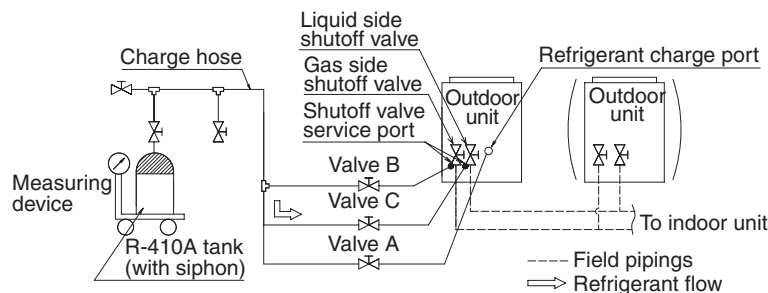 Liquid side
shutoff valve
Charge hose
Gas side
shutoff valve
Refrigerant charge port
Shutoff valve
service port
Outdoor
unit
Outdoor
unit
Valve B
Valve C
Valve A
Measuring
device
R-410A tank
(with siphon)
To indoor unit
Field pipings
Refrigerant flow